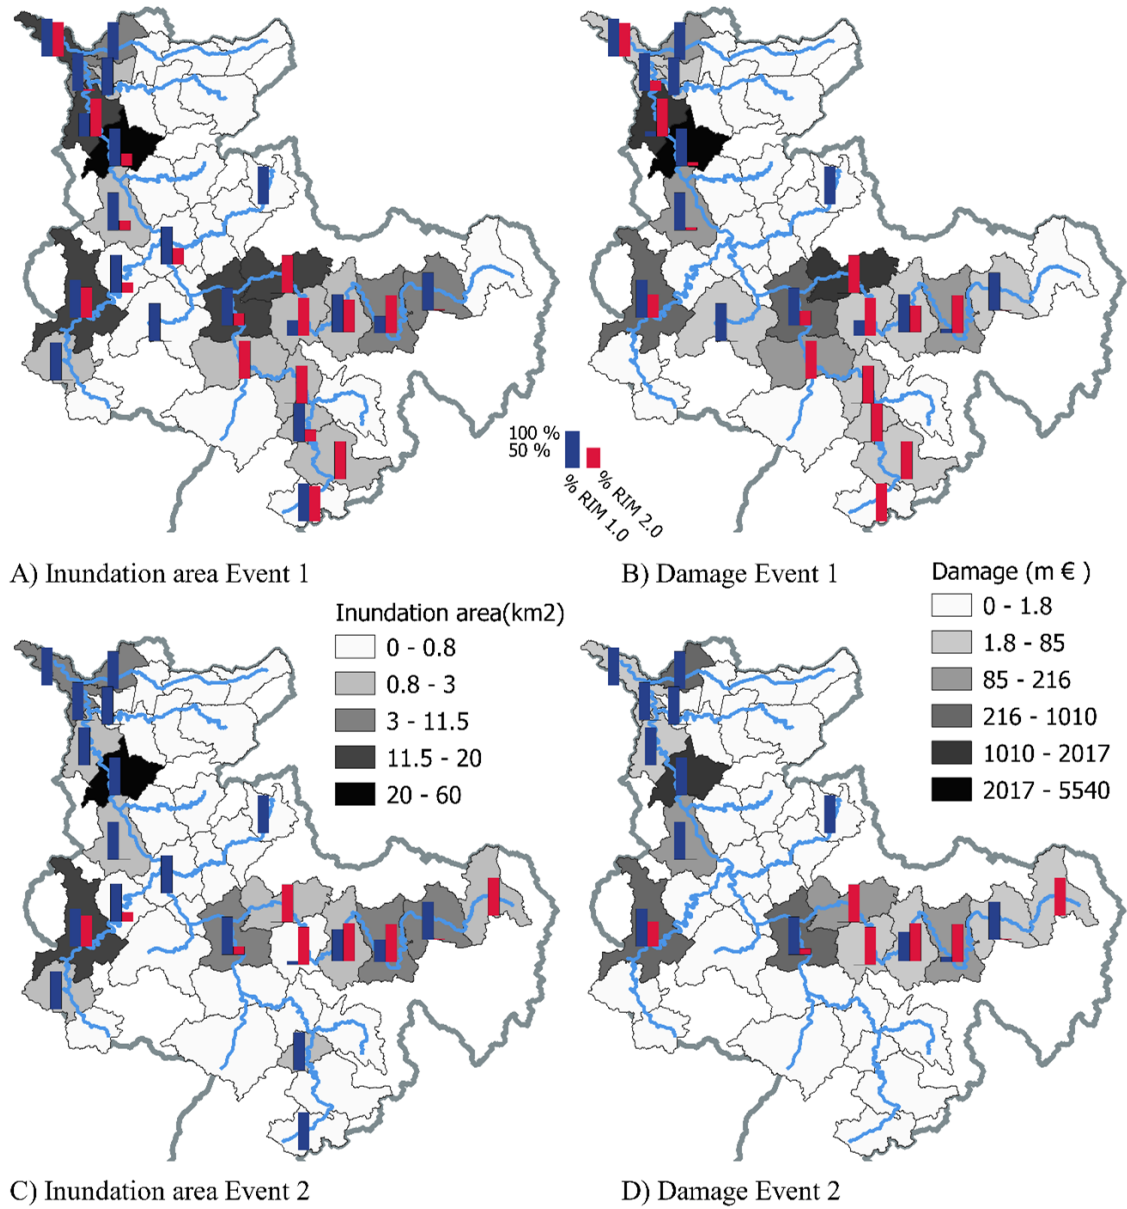 100 %
50 %
% RIM 1.0
% RIM 2.0
A) Inundation area Event 1
B) Damage Event 1
Inundation area(km2)
0 - 0.8
0.8 - 3
3 - 11.5
11.5 - 20
20 - 60
Damage (m € )
0 - 1.8
1.8 - 85
85 - 216
216 - 1010
1010 - 2017
2017 - 5540
C) Inundation area Event 2
D) Damage Event 2